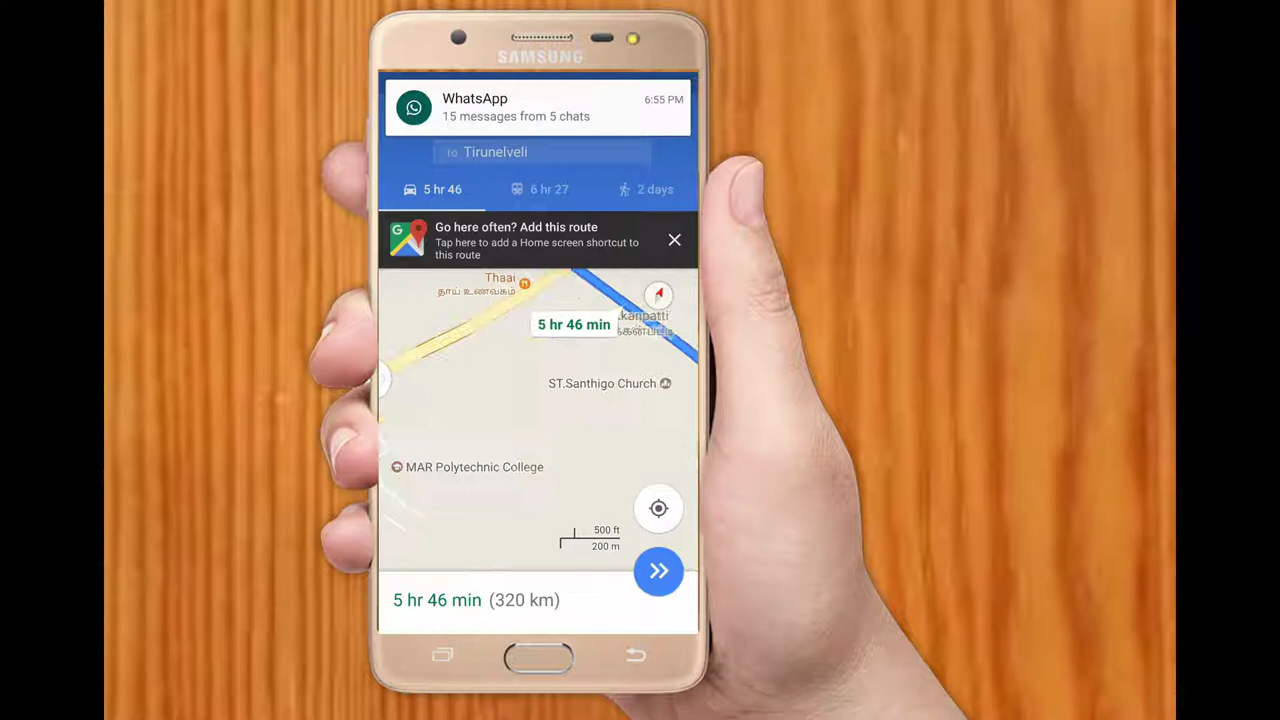 SAMSUNG
WhatsApp
6:55 PM
15 messages from 5 chats
to Tirunelveli
5 hr 46
6 hr 27
2 days
G
Go here often? Add this route
Tap here to add a Home screen shortcut to
this route
Thaai
தாய் உணவகம்
5 hr 46 min
ST.Santhigo Church
MAR Polytechnic College
500 ft
200 m
5 hr 46 min (320 km)